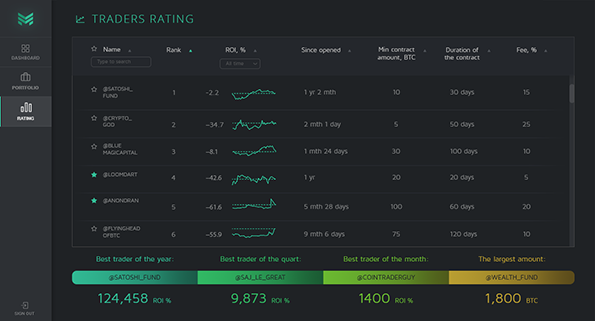 TRADERS RATING
Name Rank ROI, % Since opened Min contract amount, BTC Duration of the contract Fee, %
Type to search All time
DASHBOARD
PORTFOLIO
RATING
@SATOSHI_FUND 1 −2.2 1 yr 2 mth 10 30 days 15
@CRYPTO_GOD 2 −34.7 2 mth 1 day 5 50 days 25
@BLUE MAGICAPITAL 3 −8.1 1 mth 24 days 30 100 days 10
@LOOMDART 4 −42.6 1 yr 20 20 days 5
@ANONDRAN 5 −61.6 5 mth 28 days 100 60 days 20
@FLYINGHEAD OFBTC 6 −55.9 9 mth 6 days 75 120 days 10
Best trader of the year: Best trader of the quart: Best trader of the month: The largest amount:
@SATOSHI_FUND @SAJ_LE_GREAT @COINTRADERGUY @WEALTH_FUND
124,458 ROI % 9,873 ROI % 1400 ROI % 1,800 BTC
SIGN OUT